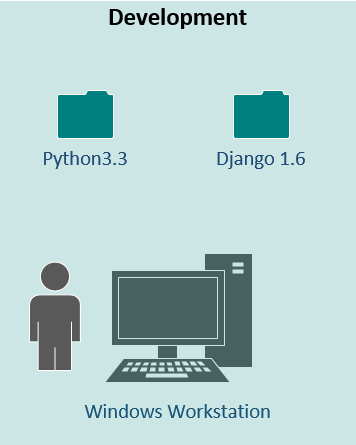 Development
Python3.3
Django 1.6
Windows Workstation